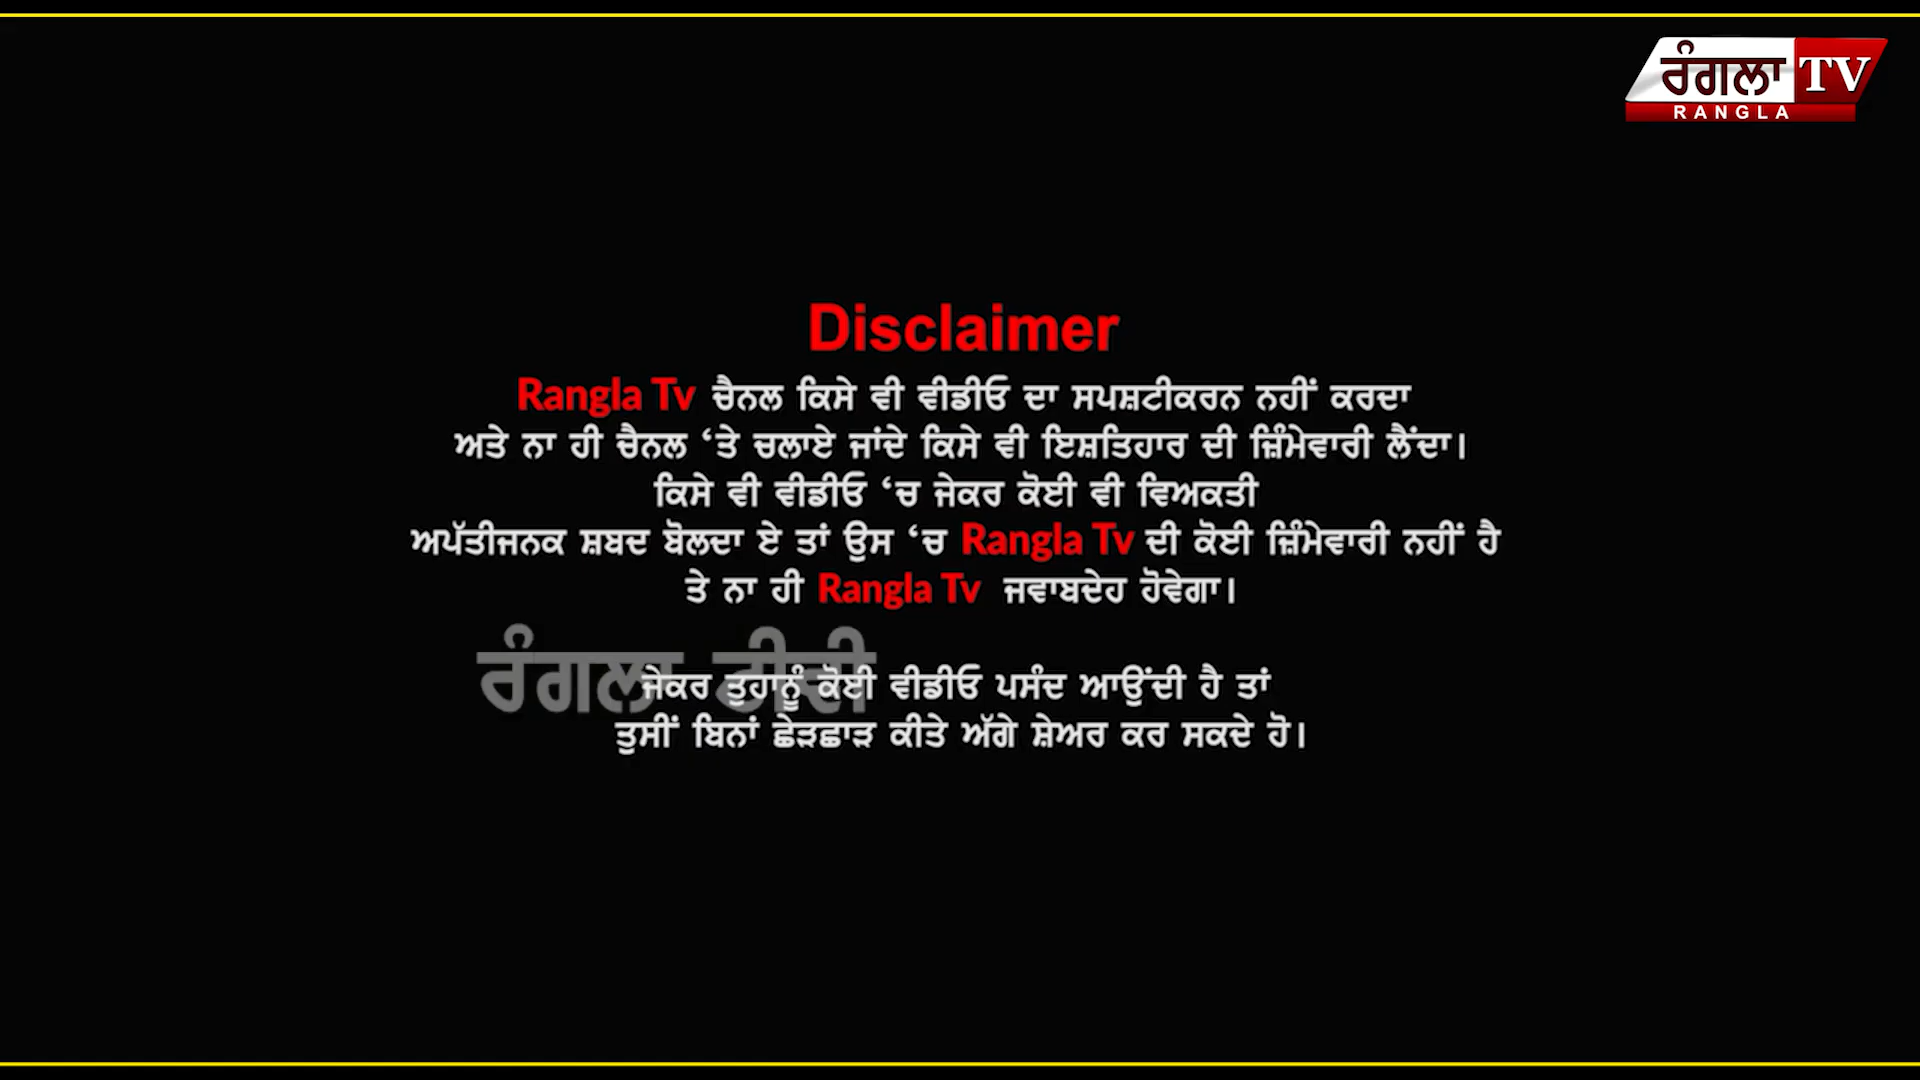 ਰੰਗਲਾ TV
RANGLA
Disclaimer
Rangla Tv ਚੈਨਲ ਕਿਸੇ ਵੀ ਵੀਡੀਓ ਦਾ ਸਪਸ਼ਟੀਕਰਨ ਨਹੀਂ ਕਰਦਾ
ਅਤੇ ਨਾ ਹੀ ਚੈਨਲ ‘ਤੇ ਚਲਾਏ ਜਾਂਦੇ ਕਿਸੇ ਵੀ ਇਸ਼ਤਿਹਾਰ ਦੀ ਜ਼ਿੰਮੇਵਾਰੀ ਲੈਂਦਾ।
ਕਿਸੇ ਵੀ ਵੀਡੀਓ ‘ਚ ਜੇਕਰ ਕੋਈ ਵੀ ਵਿਅਕਤੀ
ਅਪੱਤੀਜਨਕ ਸ਼ਬਦ ਬੋਲਦਾ ਏ ਤਾਂ ਉਸ ‘ਚ Rangla Tv ਦੀ ਕੋਈ ਜ਼ਿੰਮੇਵਾਰੀ ਨਹੀਂ ਹੈ
ਤੇ ਨਾ ਹੀ Rangla Tv ਜਵਾਬਦੇਹ ਹੋਵੇਗਾ।
ਰੰਗਲਾ ਟੀਵੀ
ਜੇਕਰ ਤੁਹਾਨੂੰ ਕੋਈ ਵੀਡੀਓ ਪਸੰਦ ਆਉਂਦੀ ਹੈ ਤਾਂ
ਤੁਸੀਂ ਬਿਨਾਂ ਛੇੜਛਾੜ ਕੀਤੇ ਅੱਗੇ ਸ਼ੇਅਰ ਕਰ ਸਕਦੇ ਹੋ।